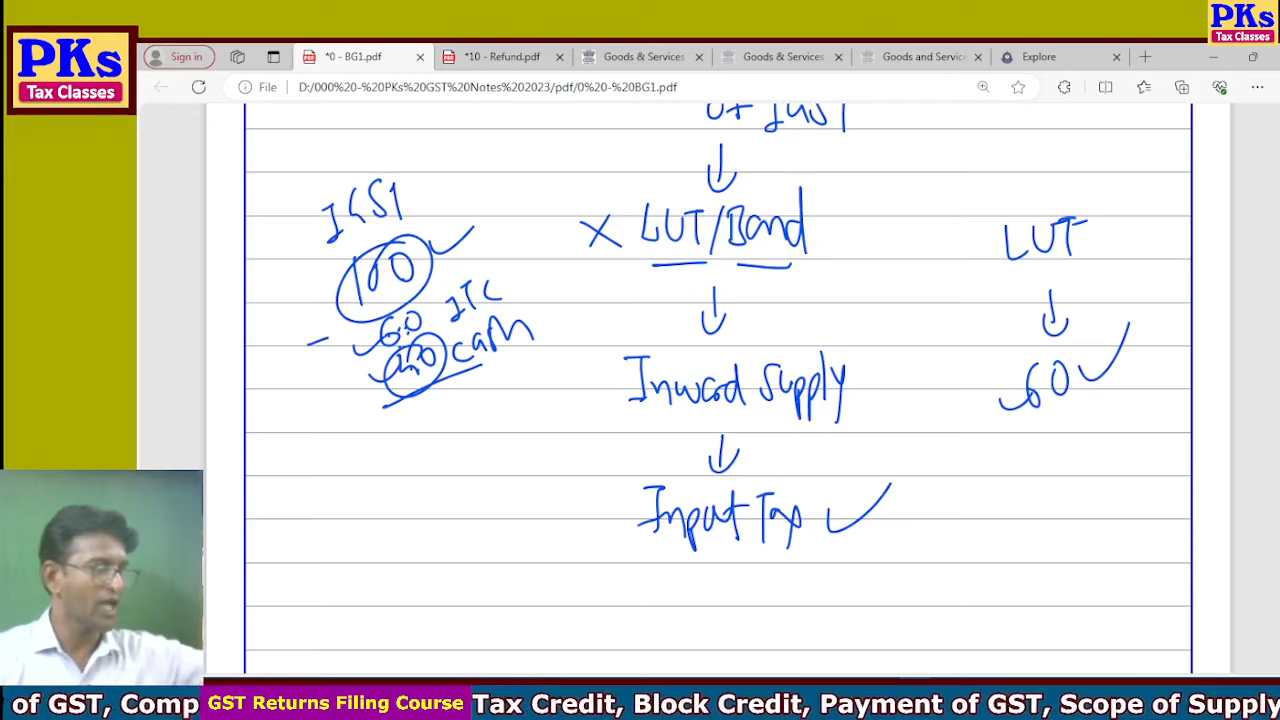 PKs
Tax Classes
PKs
Tax Classes
Sign in
*0 - BG1.pdf
*10 - Refund.pdf
Goods & Services
Goods & Services
Goods and Service
Explore
File
D:/000%20-%20PKs%20GST%20Notes%202023/pdf/0%20-%20BG1.pdf
of IGST
IGST
X LUT/Bond
LUT
100
60 ITC
40 cash
Inward Supply
60
Input Tax
of GST, Comp
GST Returns Filing Course
Tax Credit, Block Credit, Payment of GST, Scope of Supply